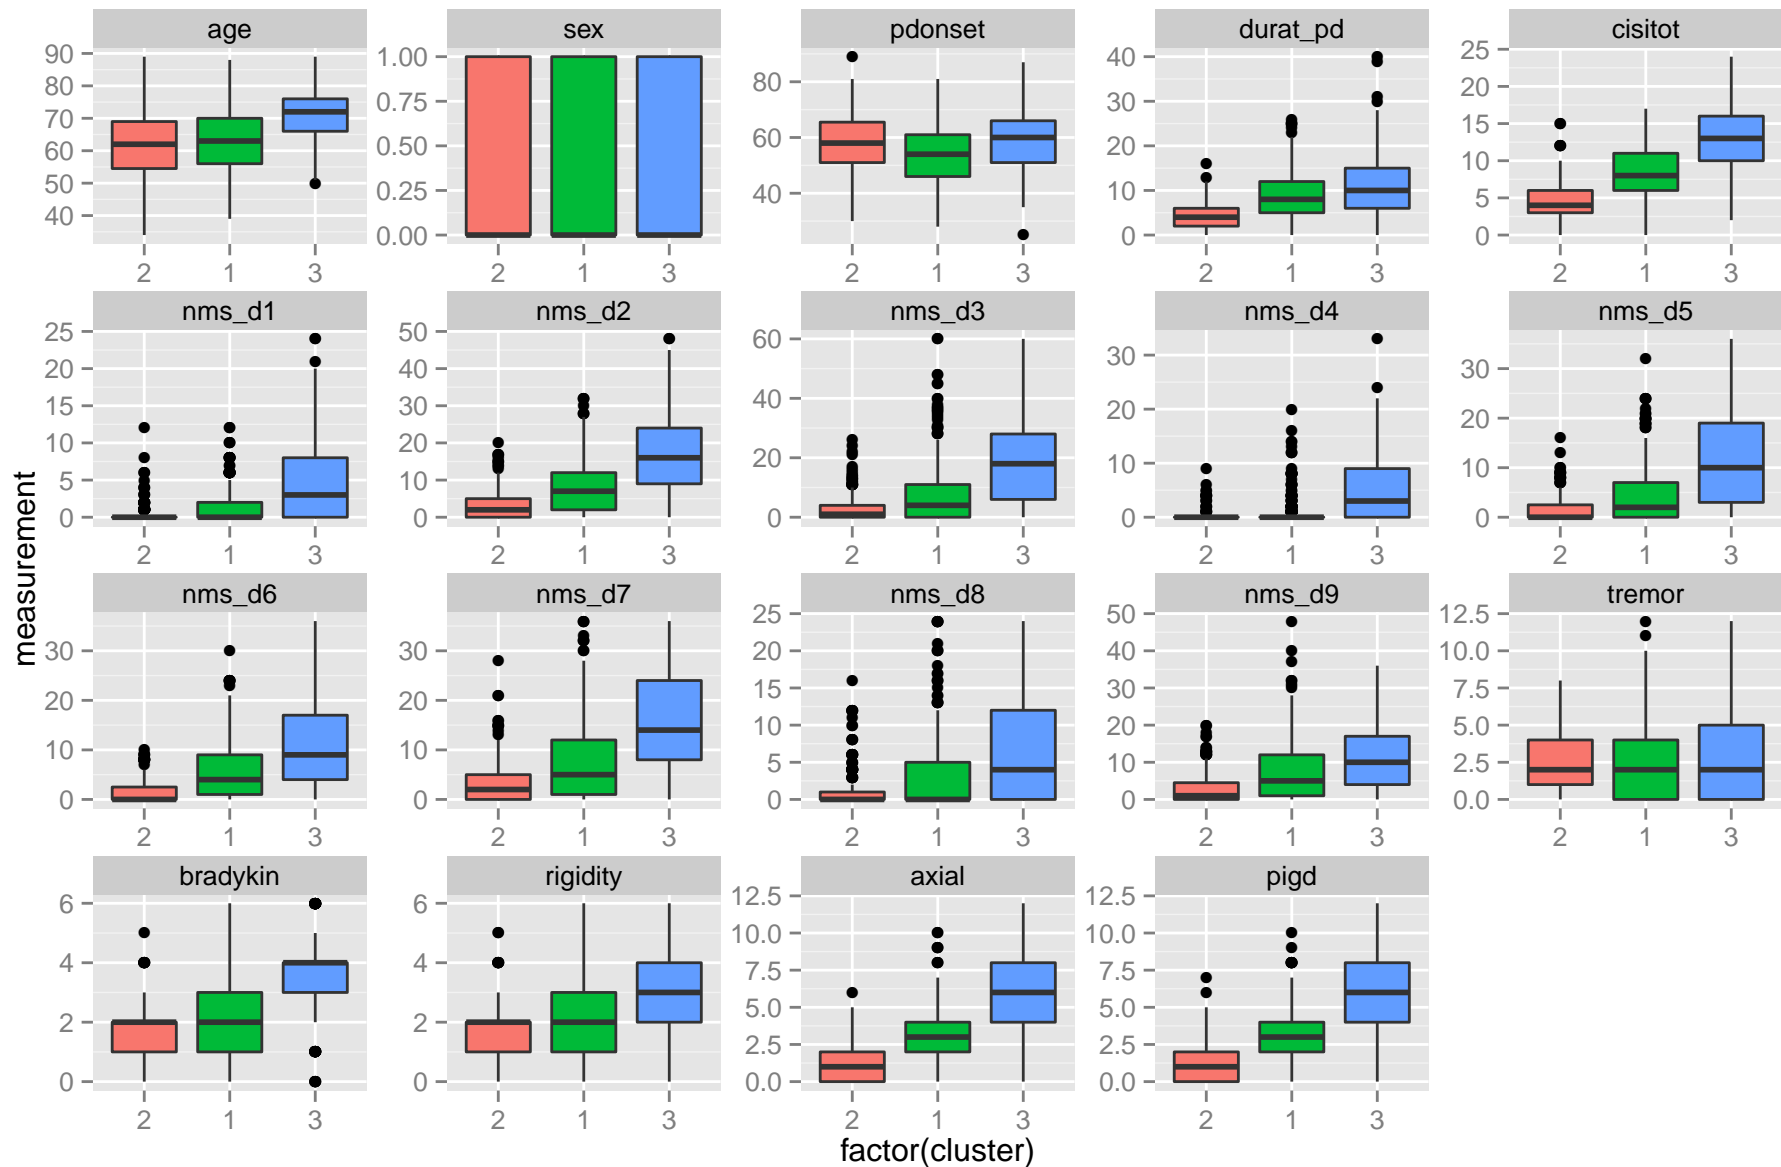 age sex pdonset durat_pd cisitot
90 80 70 60 50 40
1.00 0.75 0.50 0.25 0.00
80 60 40
40 30 20 10 0
25 20 15 10 5 0
2 1 3 2 1 3 2 1 3 2 1 3 2 1 3
nms_d1 nms_d2 nms_d3 nms_d4 nms_d5
25 20 15 10 5 0
50 40 30 20 10 0
60 40 20 0
30 20 10 0
30 20 10 0
2 1 3 2 1 3 2 1 3 2 1 3 2 1 3
measurement
nms_d6 nms_d7 nms_d8 nms_d9 tremor
30 20 10 0
30 20 10 0
25 20 15 10 5 0
50 40 30 20 10 0
12.5 10.0 7.5 5.0 2.5 0.0
2 1 3 2 1 3 2 1 3 2 1 3 2 1 3
bradykin rigidity axial pigd
6 4 2 0
6 4 2 0
12.5 10.0 7.5 5.0 2.5 0.0
12.5 10.0 7.5 5.0 2.5 0.0
2 1 3 2 1 3 2 1 3 2 1 3
factor(cluster)